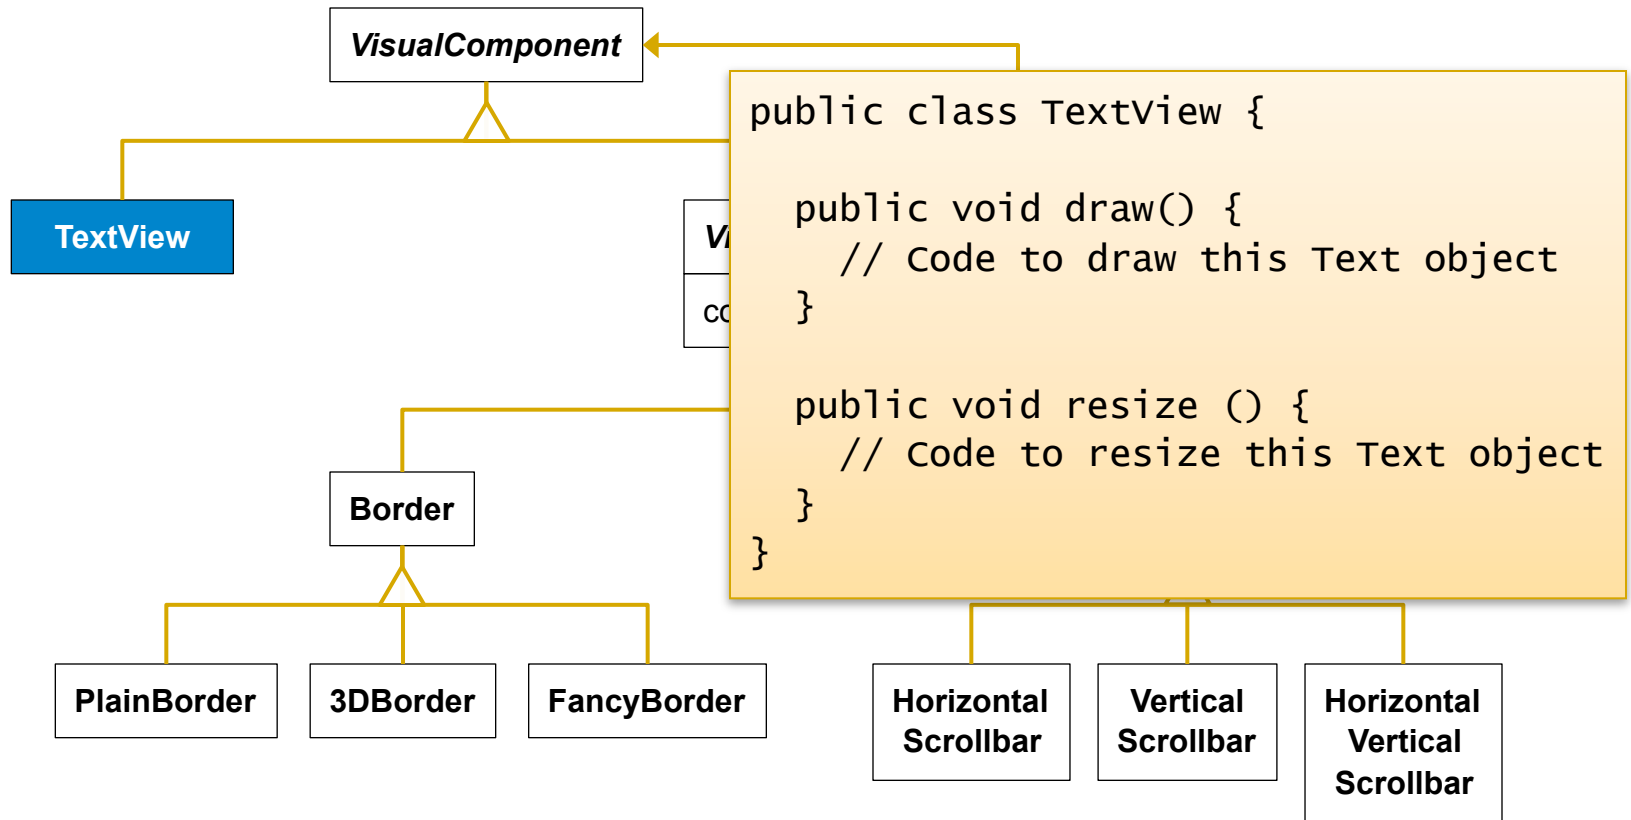 VisualComponent
public class TextView {
public void draw() {
// Code to draw this Text object
}
public void resize () {
// Code to resize this Text object
}
}
TextView
Border
PlainBorder
3DBorder
FancyBorder
Horizontal
Scrollbar
Vertical
Scrollbar
Horizontal
Vertical
Scrollbar